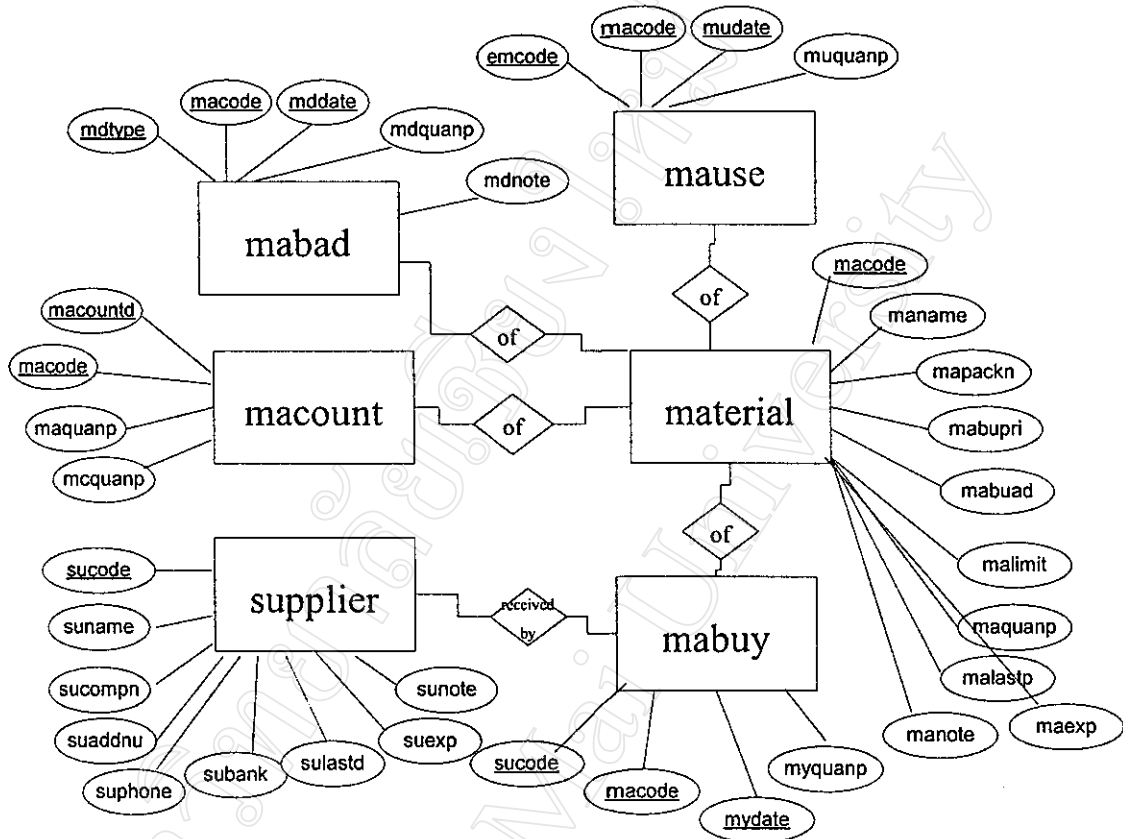 emcode
macode
mudate
muquanp
mause
mdtype
macode
mddate
mdquanp
mdnote
mabad
of
of
macountd
macode
maquanp
mcquanp
macount
of
material
macode
maname
mapackn
mabupri
mabuad
malimit
maquanp
malastp
maexp
manote
of
sucode
suname
sucompn
suaddnu
suphone
subank
sulastd
suexp
sunote
supplier
received
by
mabuy
sucode
macode
mydate
myquanp
Mai University